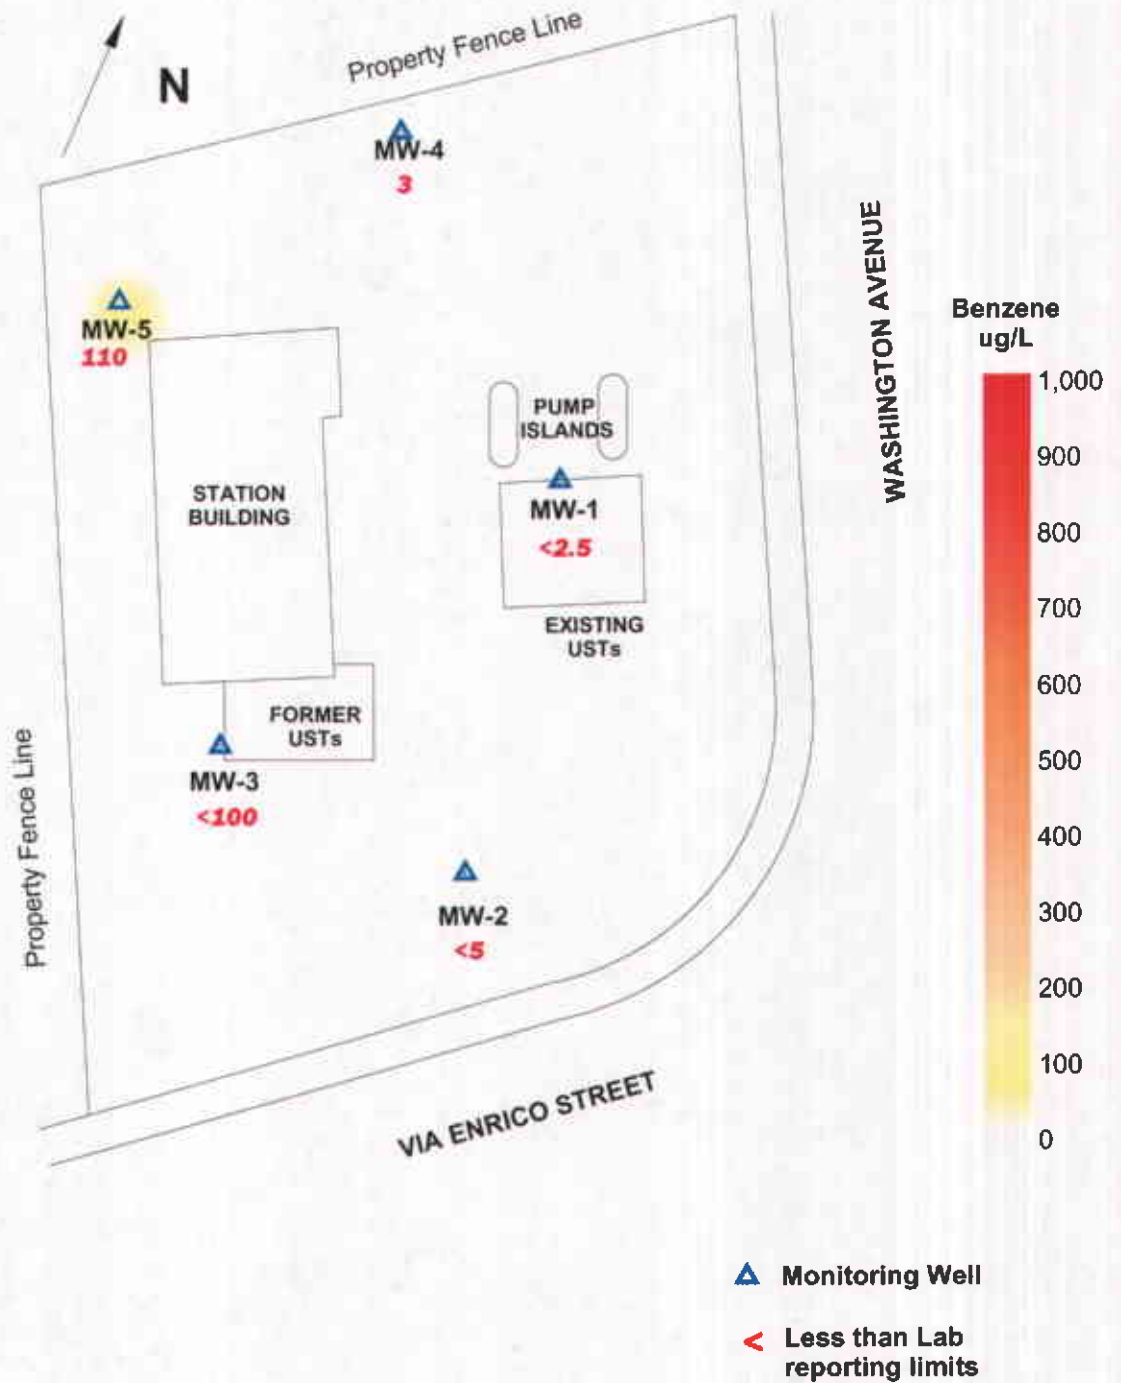 Property Fence Line
N
MW-4
3
MW-5
110
WASHINGTON AVENUE
Benzene
ug/L
1,000
900
800
700
600
500
400
300
200
100
0
PUMP
ISLANDS
STATION
BUILDING
MW-1
<2.5
EXISTING
USTs
FORMER
USTs
MW-3
<100
Property Fence Line
MW-2
<5
VIA ENRICO STREET
Monitoring Well
< Less than Lab
reporting limits